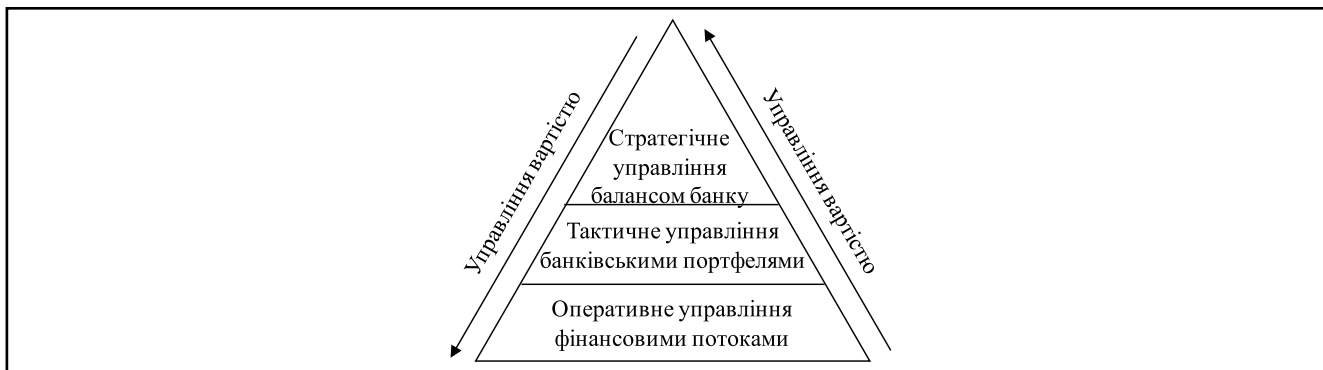 Управління вартістю
Управління вартістю
Стратегічне
управління
балансом банку
Тактичне управління
банківськими портфелями
Оперативне управління
фінансовими потоками